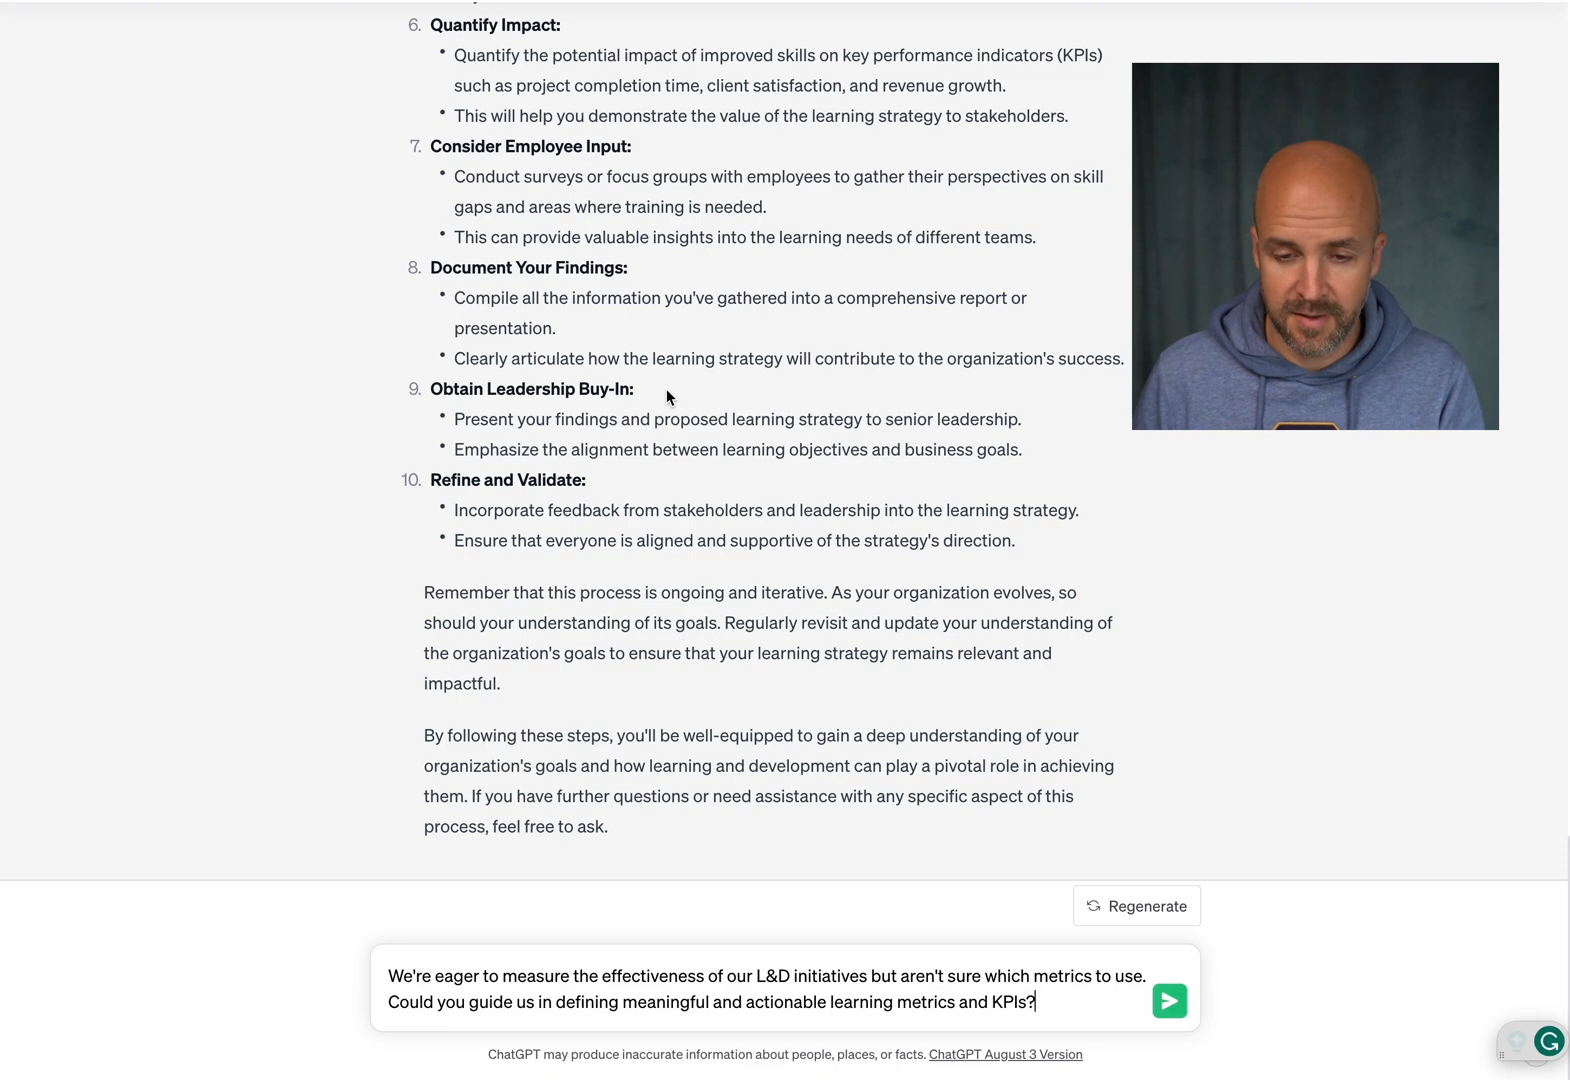 6. Quantify Impact:
• Quantify the potential impact of improved skills on key performance indicators (KPIs)
such as project completion time, client satisfaction, and revenue growth.
• This will help you demonstrate the value of the learning strategy to stakeholders.
7. Consider Employee Input:
• Conduct surveys or focus groups with employees to gather their perspectives on skill
gaps and areas where training is needed.
• This can provide valuable insights into the learning needs of different teams.
8. Document Your Findings:
• Compile all the information you've gathered into a comprehensive report or
presentation.
• Clearly articulate how the learning strategy will contribute to the organization's success.
9. Obtain Leadership Buy-In:
• Present your findings and proposed learning strategy to senior leadership.
• Emphasize the alignment between learning objectives and business goals.
10. Refine and Validate:
• Incorporate feedback from stakeholders and leadership into the learning strategy.
• Ensure that everyone is aligned and supportive of the strategy's direction.
Remember that this process is ongoing and iterative. As your organization evolves, so
should your understanding of its goals. Regularly revisit and update your understanding of
the organization's goals to ensure that your learning strategy remains relevant and
impactful.
By following these steps, you'll be well-equipped to gain a deep understanding of your
organization's goals and how learning and development can play a pivotal role in achieving
them. If you have further questions or need assistance with any specific aspect of this
process, feel free to ask.
Regenerate
We're eager to measure the effectiveness of our L&D initiatives but aren't sure which metrics to use.
Could you guide us in defining meaningful and actionable learning metrics and KPIs?
ChatGPT may produce inaccurate information about people, places, or facts. ChatGPT August 3 Version